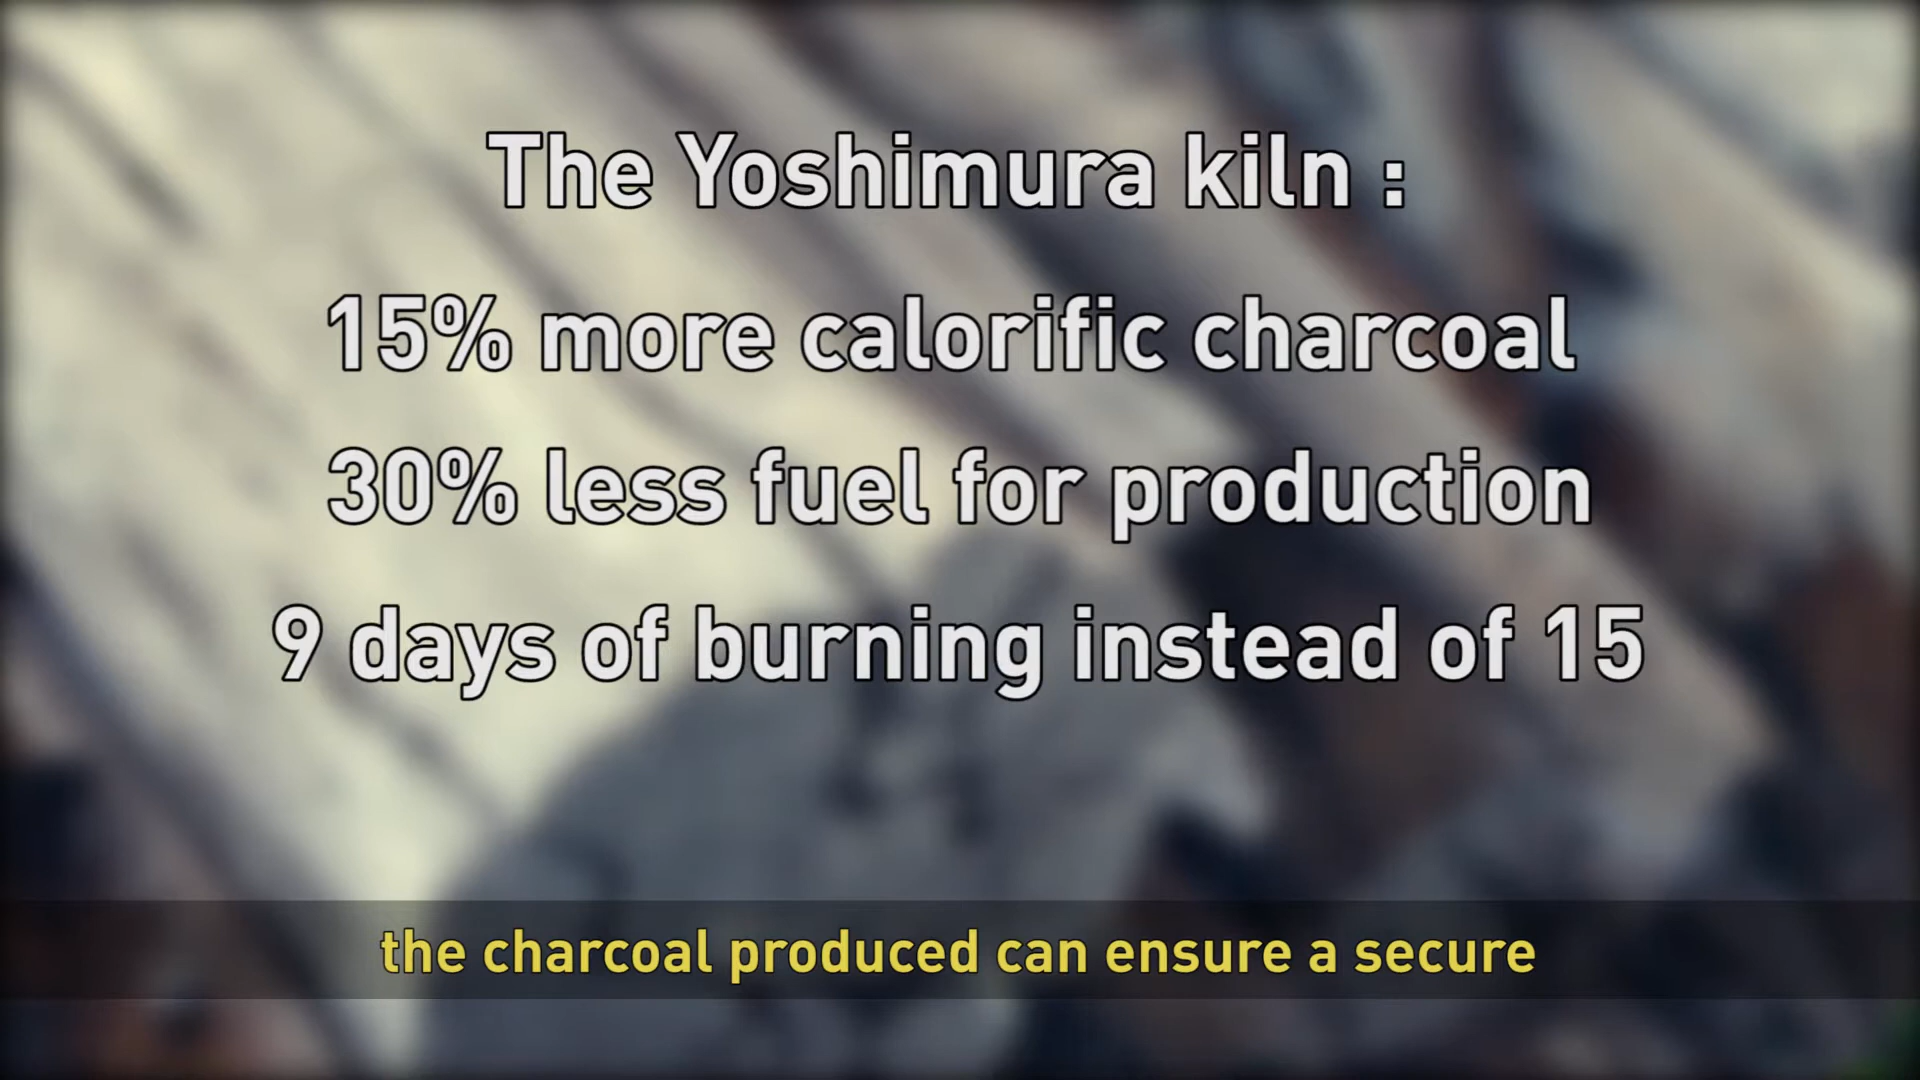 The Yoshimura kiln :
15% more calorific charcoal
30% less fuel for production
9 days of burning instead of 15
the charcoal produced can ensure a secure